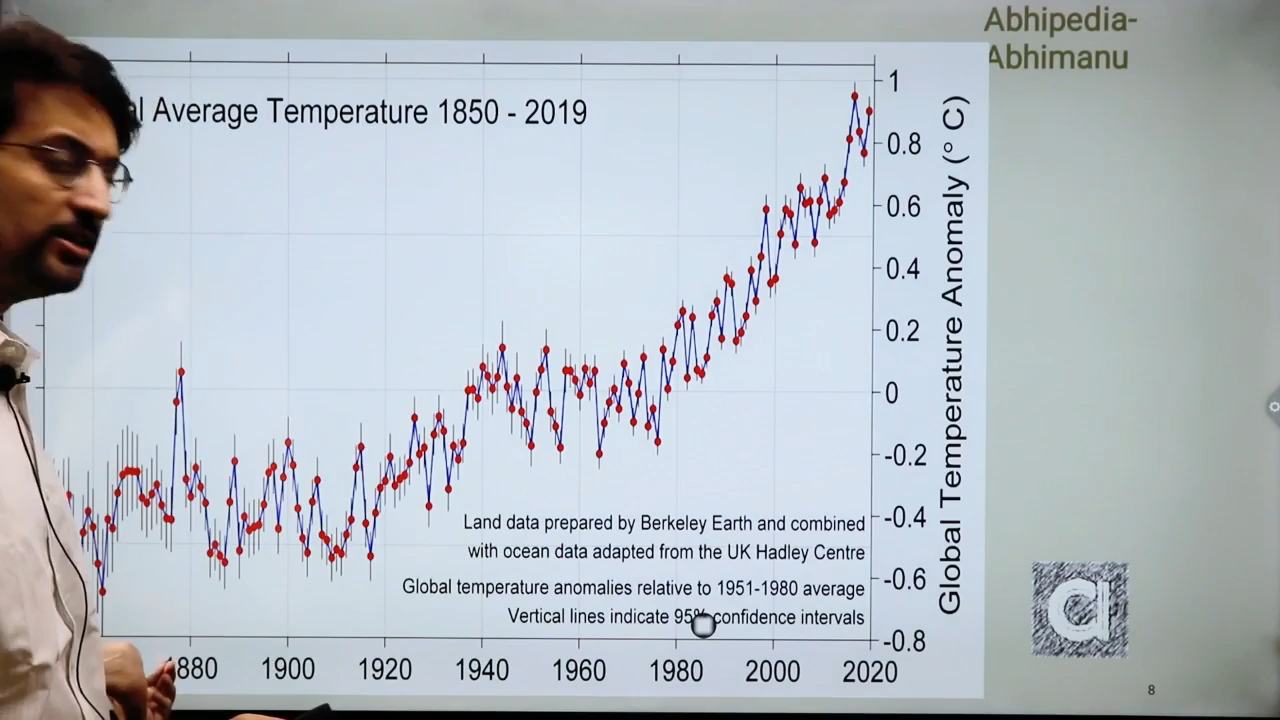 Abhipedia-
Abhimanu
Average Temperature 1850 - 2019
1
0.8
0.6
0.4
0.2
0
-0.2
-0.4
-0.6
-0.8
Global Temperature Anomaly (° C)
Land data prepared by Berkeley Earth and combined
with ocean data adapted from the UK Hadley Centre
Global temperature anomalies relative to 1951-1980 average
Vertical lines indicate 95% confidence intervals
1900
1920
1940
1960
1980
2000
2020
8